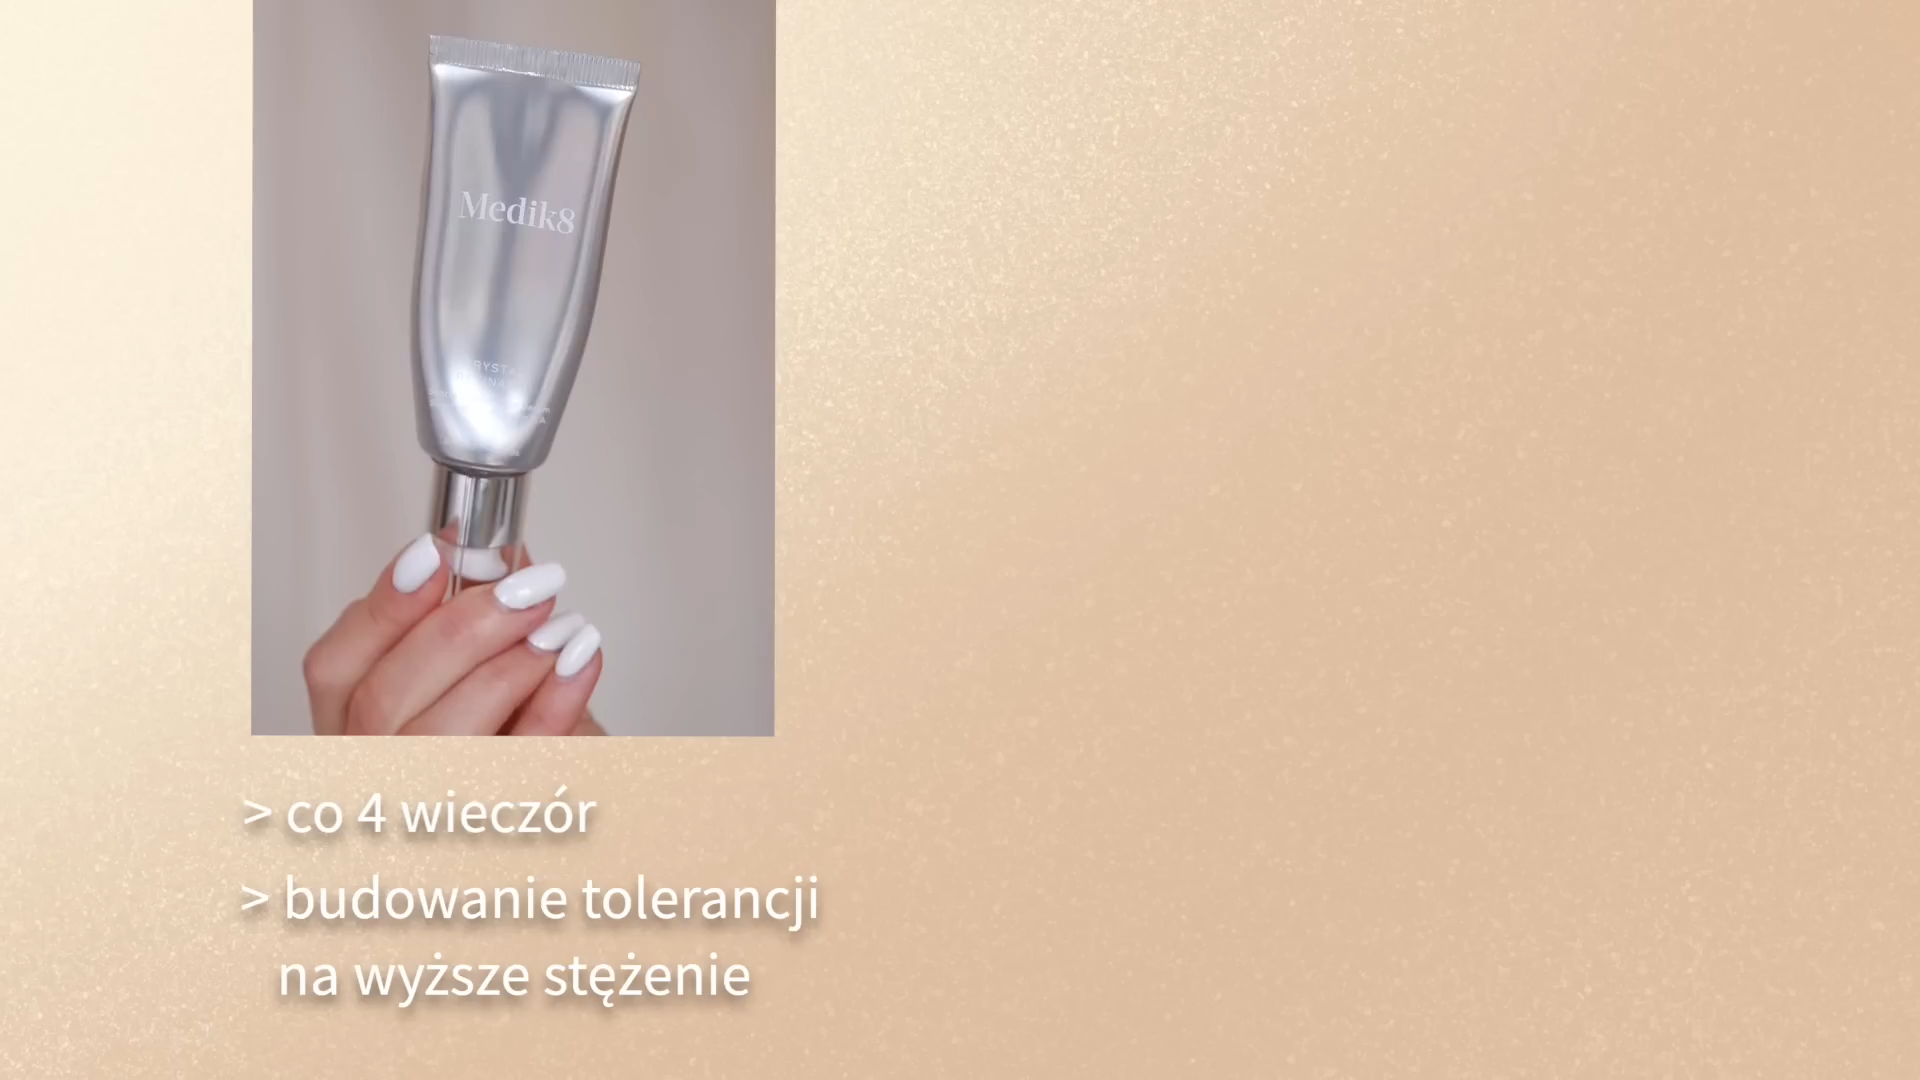 Medik8
> co 4 wieczór
> budowanie tolerancji
na wyższe stężenie